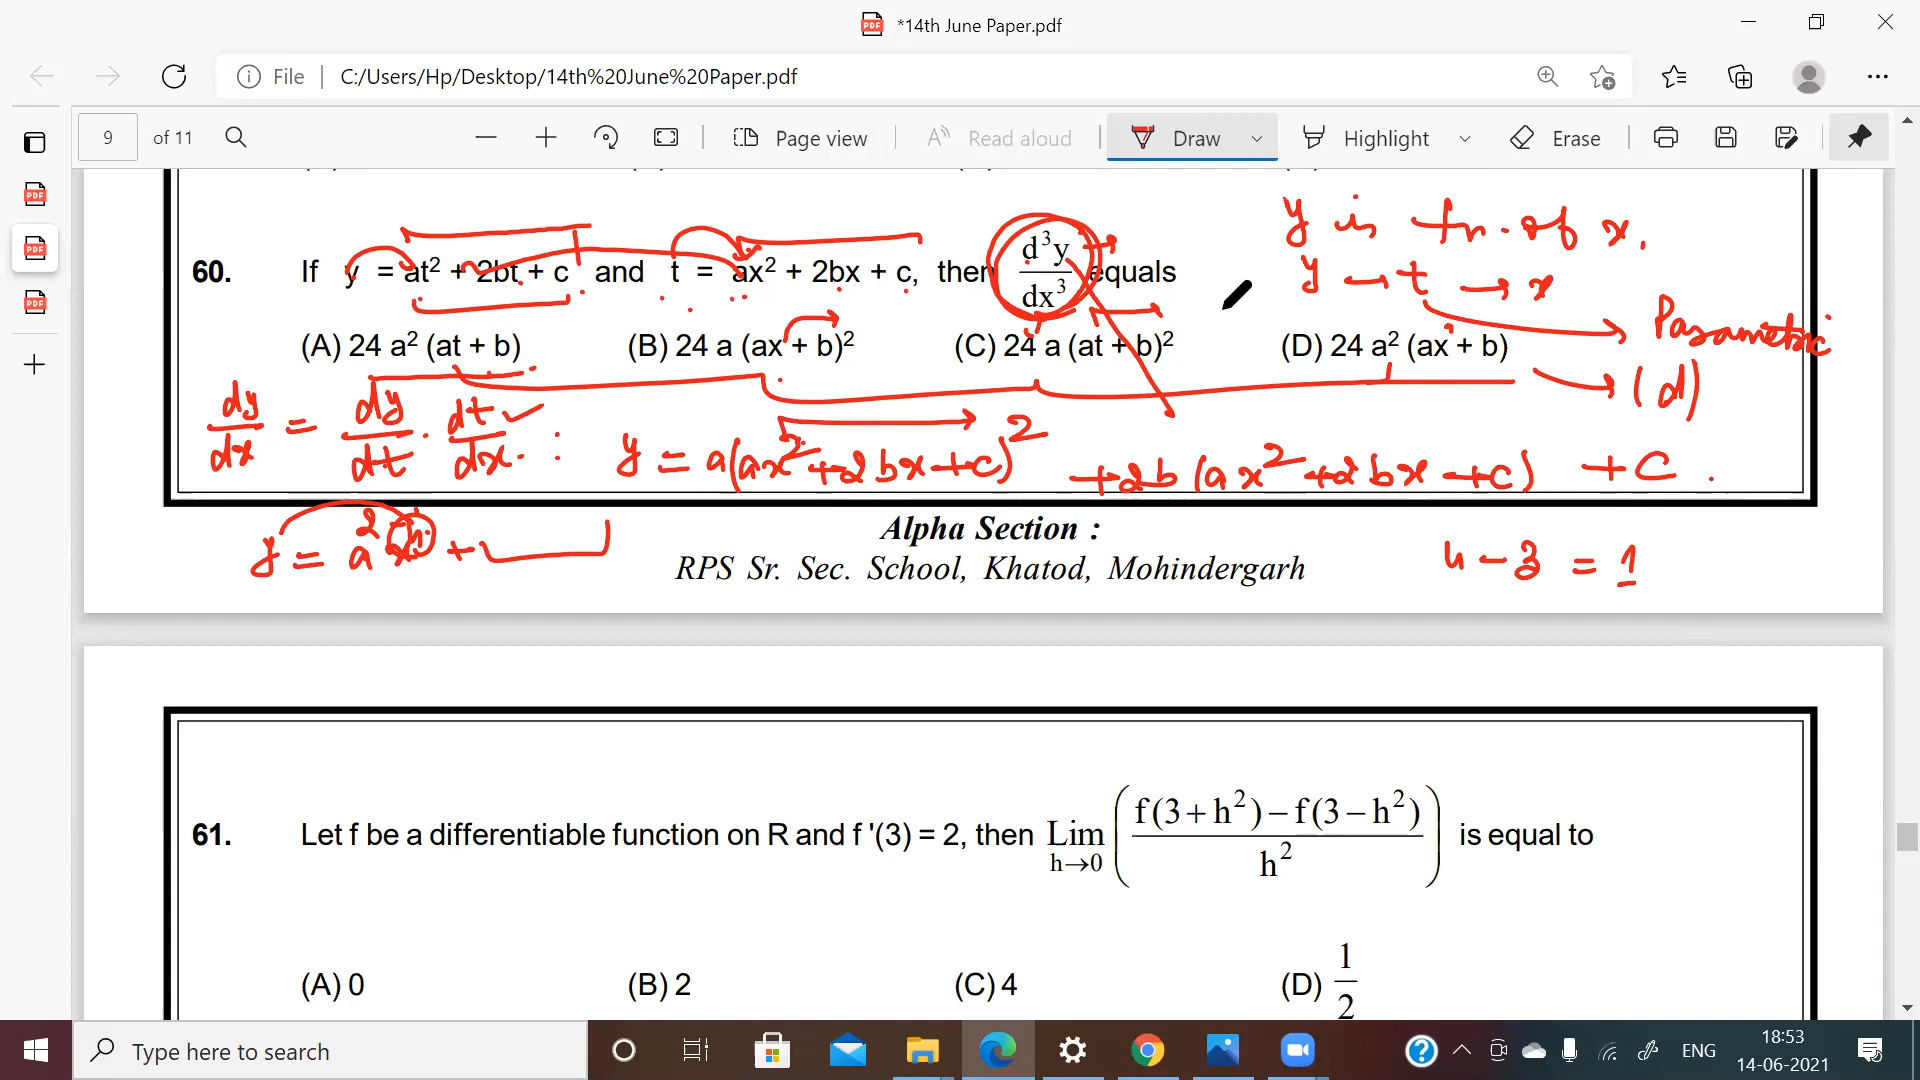 *14th June Paper.pdf
File | C:/Users/Hp/Desktop/14th%20June%20Paper.pdf
9 of 11 Page view Read aloud Draw Highlight Erase
y is fn. of x.
60. If y = at² + 2bt + c and t = ax² + 2bx + c, then d³y/dx³ equals
y → t → x
Parametric
(A) 24 a² (at + b) (B) 24 a (ax + b)² (C) 24 a (at + b)² (D) 24 a² (ax + b)
(d)
dy/dx = dy/dt . dt/dx : y = a(ax²+2bx+c)² +2b(ax²+2bx+c) +c .
y = a²x⁴ +
Alpha Section :
RPS Sr. Sec. School, Khatod, Mohindergarh
4 - 3 = 1
61. Let f be a differentiable function on R and f '(3) = 2, then Lim h→0 ( f(3+h²)−f(3−h²) / h² ) is equal to
(A) 0 (B) 2 (C) 4 (D) 1/2
Type here to search
ENG
18:53
14-06-2021